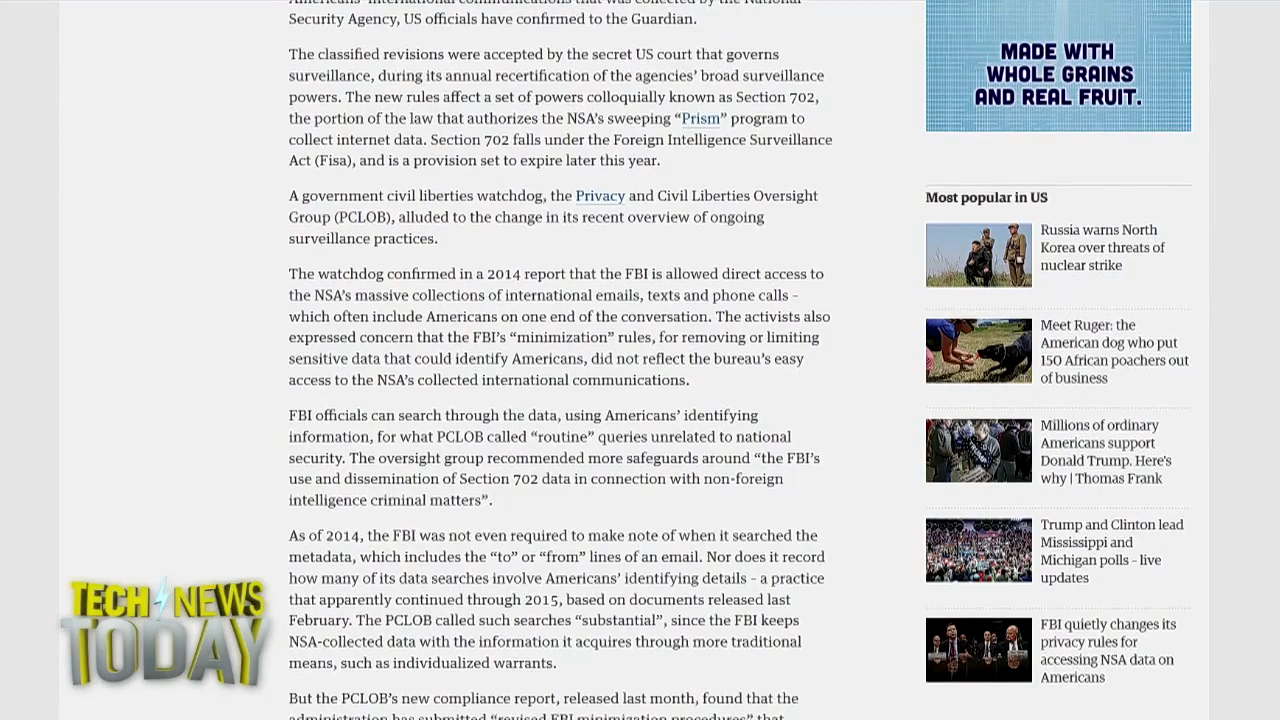 Americans' international communications that was collected by the National
Security Agency, US officials have confirmed to the Guardian.
The classified revisions were accepted by the secret US court that governs
surveillance, during its annual recertification of the agencies' broad surveillance
powers. The new rules affect a set of powers colloquially known as Section 702,
the portion of the law that authorizes the NSA's sweeping “Prism” program to
collect internet data. Section 702 falls under the Foreign Intelligence Surveillance
Act (Fisa), and is a provision set to expire later this year.
A government civil liberties watchdog, the Privacy and Civil Liberties Oversight
Group (PCLOB), alluded to the change in its recent overview of ongoing
surveillance practices.
The watchdog confirmed in a 2014 report that the FBI is allowed direct access to
the NSA's massive collections of international emails, texts and phone calls –
which often include Americans on one end of the conversation. The activists also
expressed concern that the FBI's “minimization” rules, for removing or limiting
sensitive data that could identify Americans, did not reflect the bureau's easy
access to the NSA's collected international communications.
FBI officials can search through the data, using Americans' identifying
information, for what PCLOB called “routine” queries unrelated to national
security. The oversight group recommended more safeguards around “the FBI's
use and dissemination of Section 702 data in connection with non-foreign
intelligence criminal matters”.
As of 2014, the FBI was not even required to make note of when it searched the
metadata, which includes the “to” or “from” lines of an email. Nor does it record
how many of its data searches involve Americans' identifying details – a practice
that apparently continued through 2015, based on documents released last
February. The PCLOB called such searches “substantial”, since the FBI keeps
NSA-collected data with the information it acquires through more traditional
means, such as individualized warrants.
But the PCLOB's new compliance report, released last month, found that the
administration has submitted “revised FBI minimization procedures” that
MADE WITH
WHOLE GRAINS
AND REAL FRUIT.
Most popular in US
Russia warns North
Korea over threats of
nuclear strike
Meet Ruger: the
American dog who put
150 African poachers out
of business
Millions of ordinary
Americans support
Donald Trump. Here's
why | Thomas Frank
Trump and Clinton lead
Mississippi and
Michigan polls – live
updates
FBI quietly changes its
privacy rules for
accessing NSA data on
Americans
TECH NEWS
TODAY